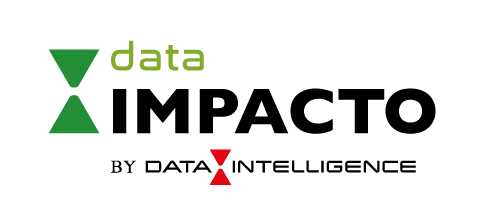 data
IMPACTO
BY DATA INTELLIGENCE